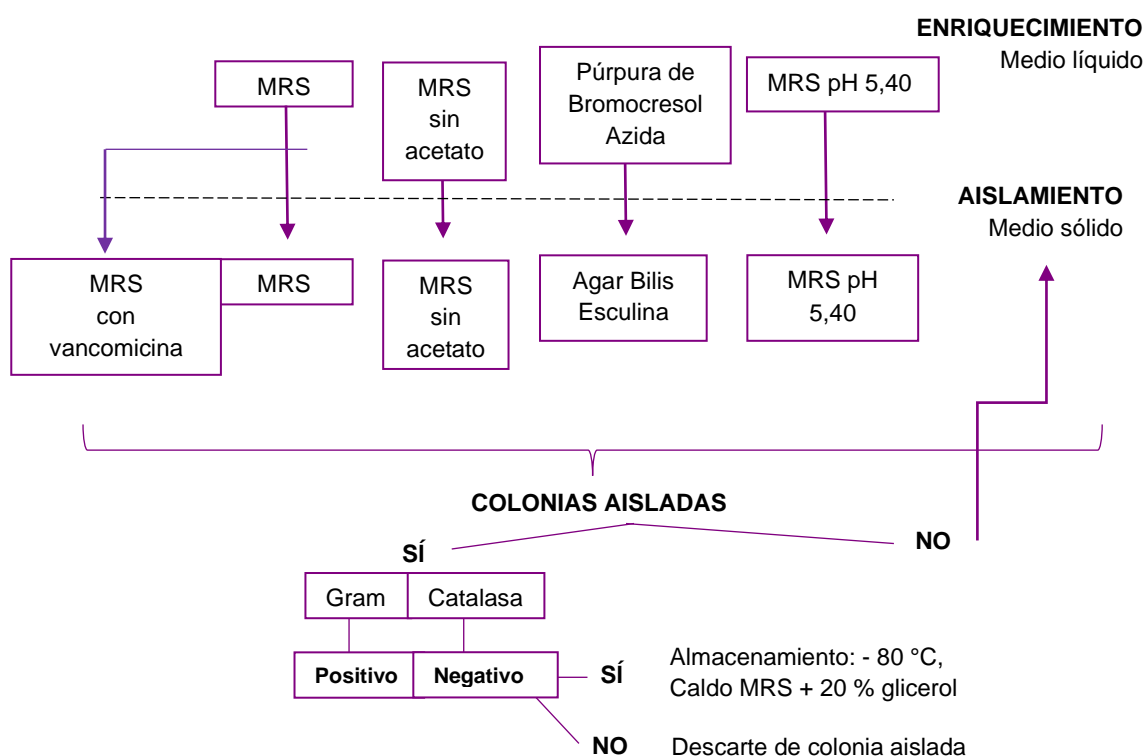 ENRIQUECIMIENTO
Medio líquido
MRS
MRS
sin
acetato
Púrpura de
Bromocresol
Azida
MRS pH 5,40
AISLAMIENTO
Medio sólido
MRS
con
vancomicina
MRS
MRS
sin
acetato
Agar Bilis
Esculina
MRS pH
5,40
COLONIAS AISLADAS
SÍ
NO
Gram
Catalasa
Positivo
Negativo
SÍ
Almacenamiento: - 80 °C,
Caldo MRS + 20 % glicerol
NO
Descarte de colonia aislada